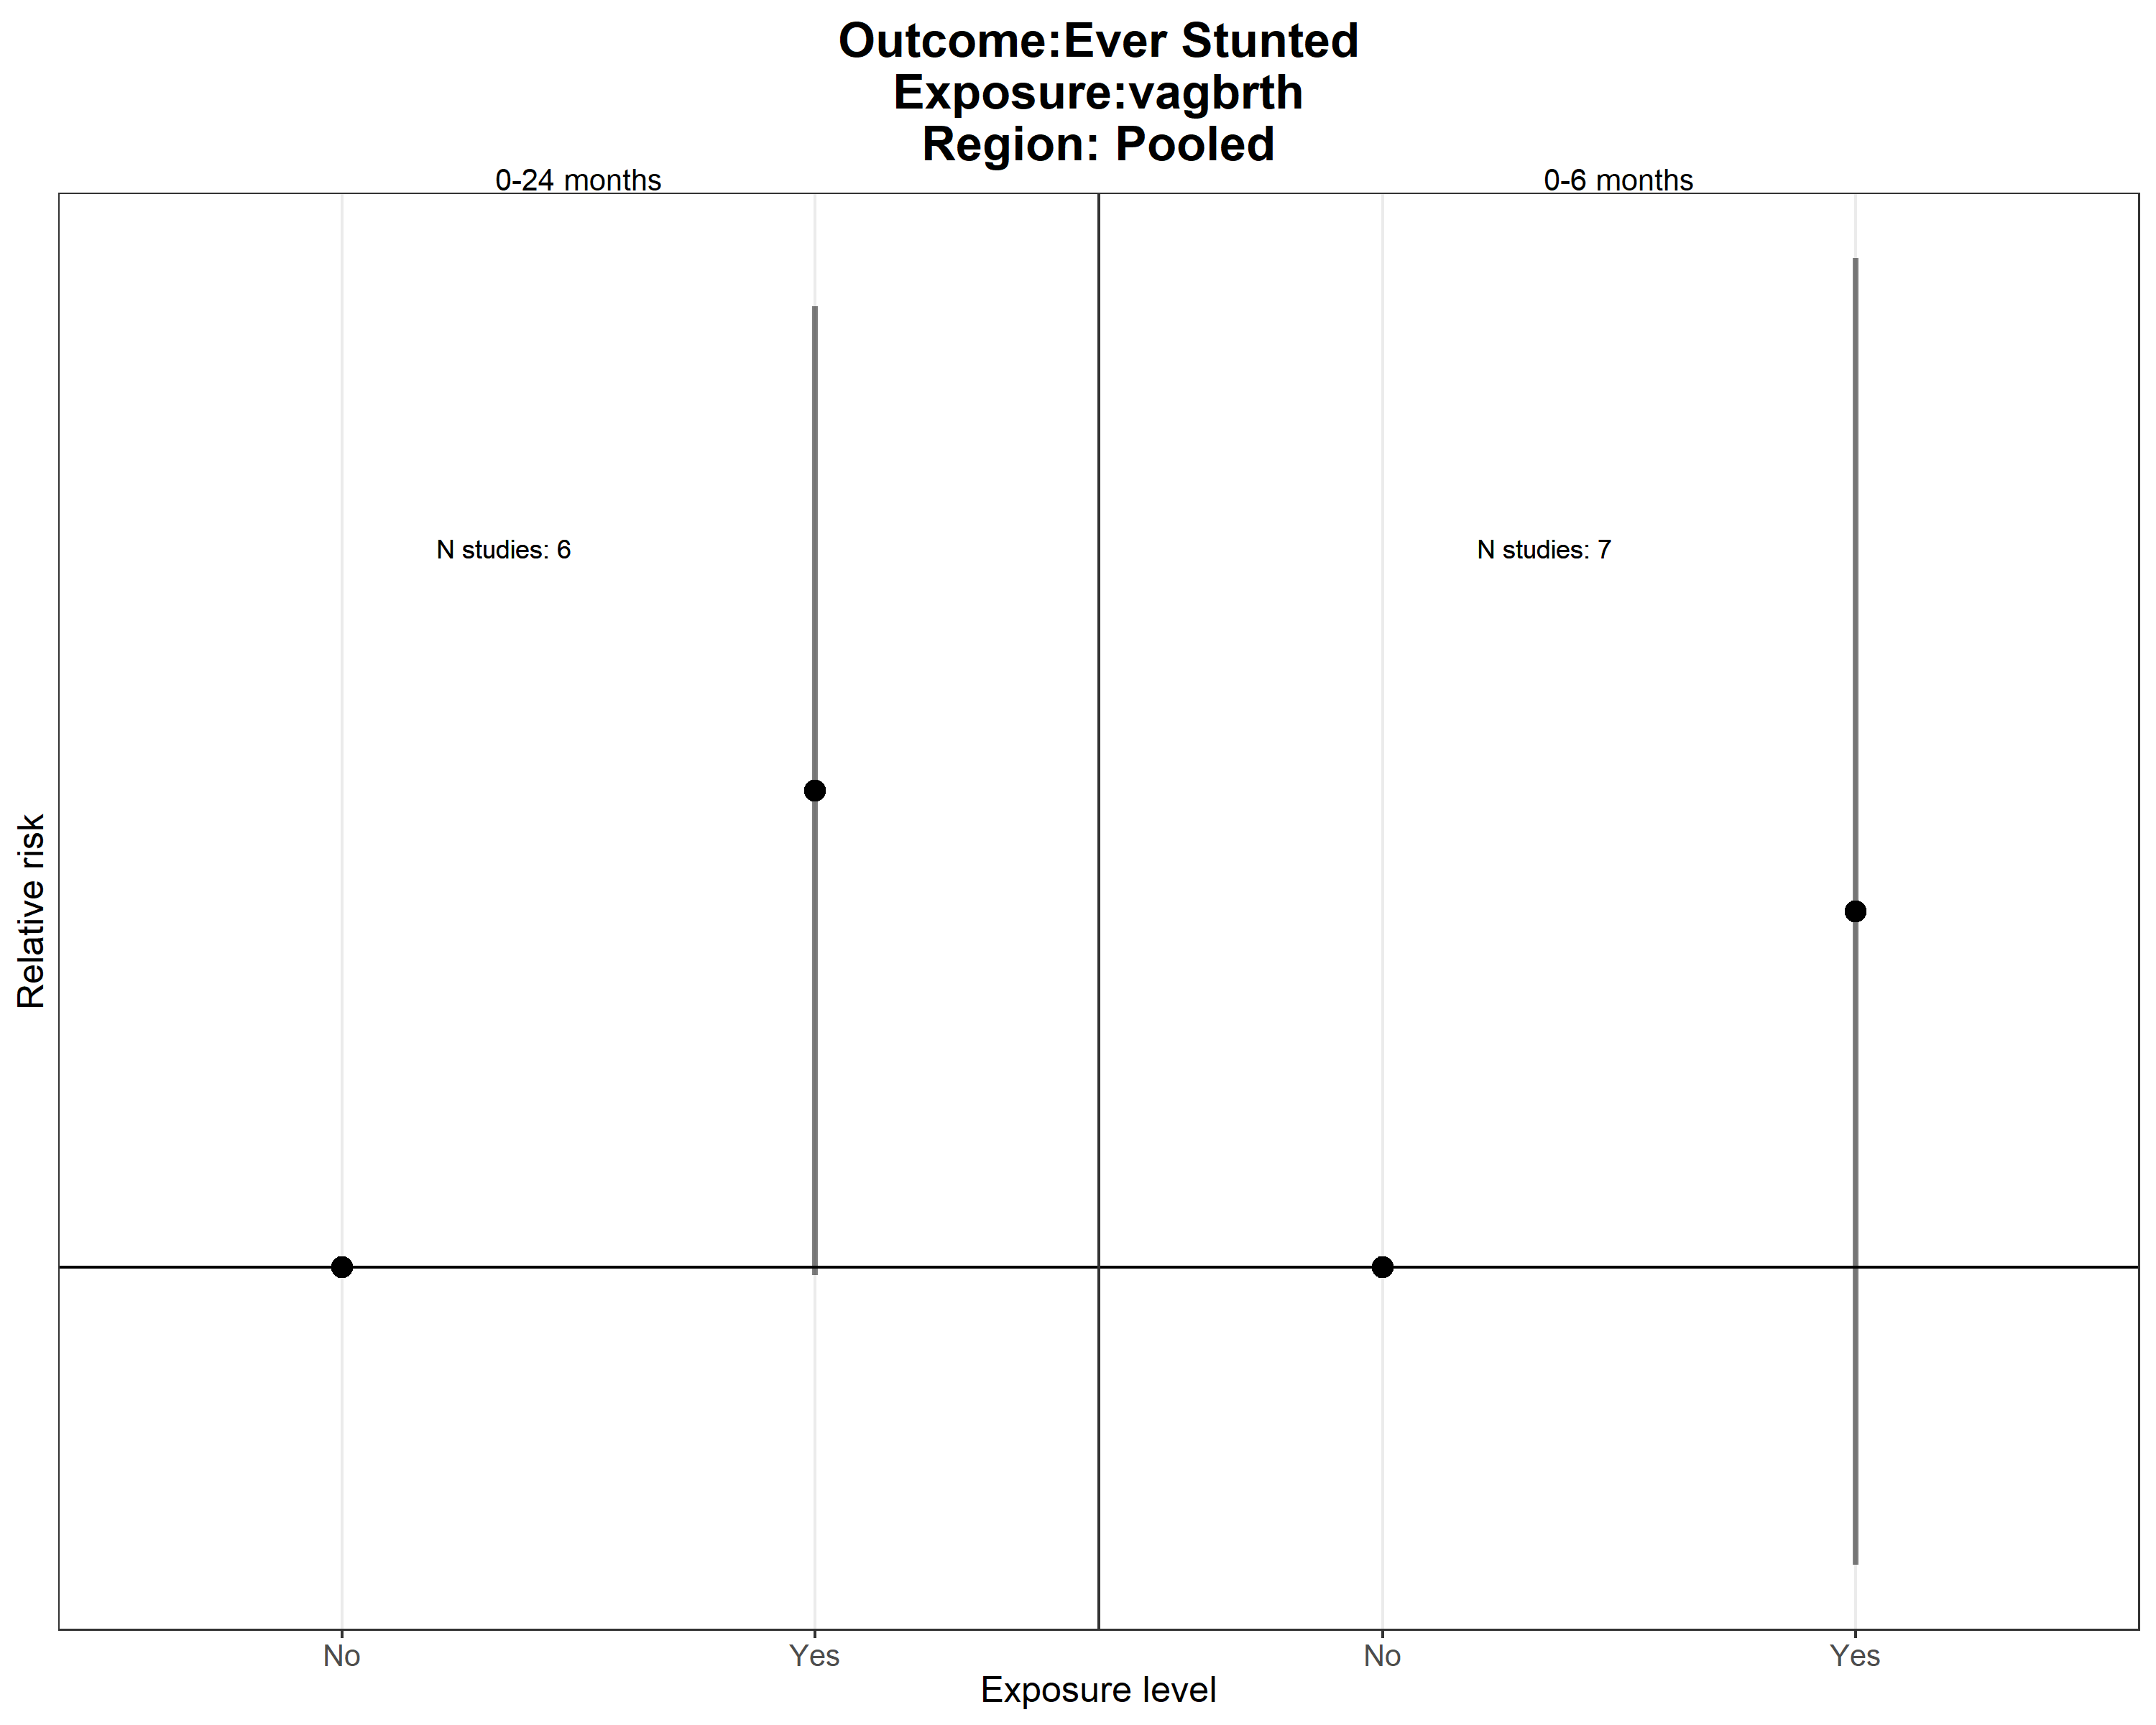 Outcome:Ever Stunted
Exposure:vagbrth
Region: Pooled
0-24 months
0-6 months
N studies: 6
N studies: 7
Relative risk
No
Yes
No
Yes
Exposure level